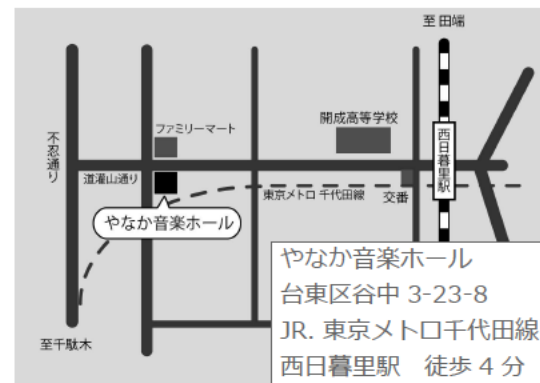 至 田端
開成高等学校
ファミリーマート
不忍通り
道灌山通り
西日暮里駅
東京メトロ 千代田線
交番
やなか音楽ホール
至千駄木
やなか音楽ホール
台東区谷中 3-23-8
JR. 東京メトロ千代田線
西日暮里駅　徒歩 4 分